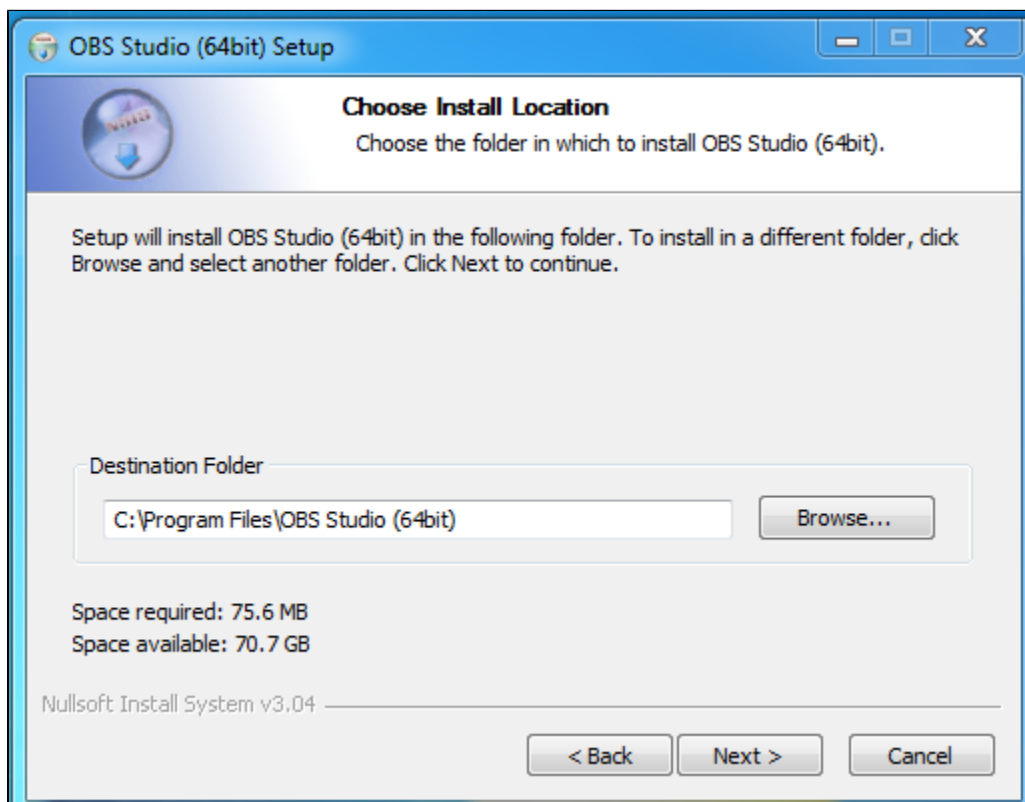 OBS Studio (64bit) Setup
Choose Install Location
Choose the folder in which to install OBS Studio (64bit).
Setup will install OBS Studio (64bit) in the following folder. To install in a different folder, click
Browse and select another folder. Click Next to continue.
Destination Folder
C:\Program Files\OBS Studio (64bit)
Browse...
Space required: 75.6 MB
Space available: 70.7 GB
Nullsoft Install System v3.04
< Back
Next >
Cancel